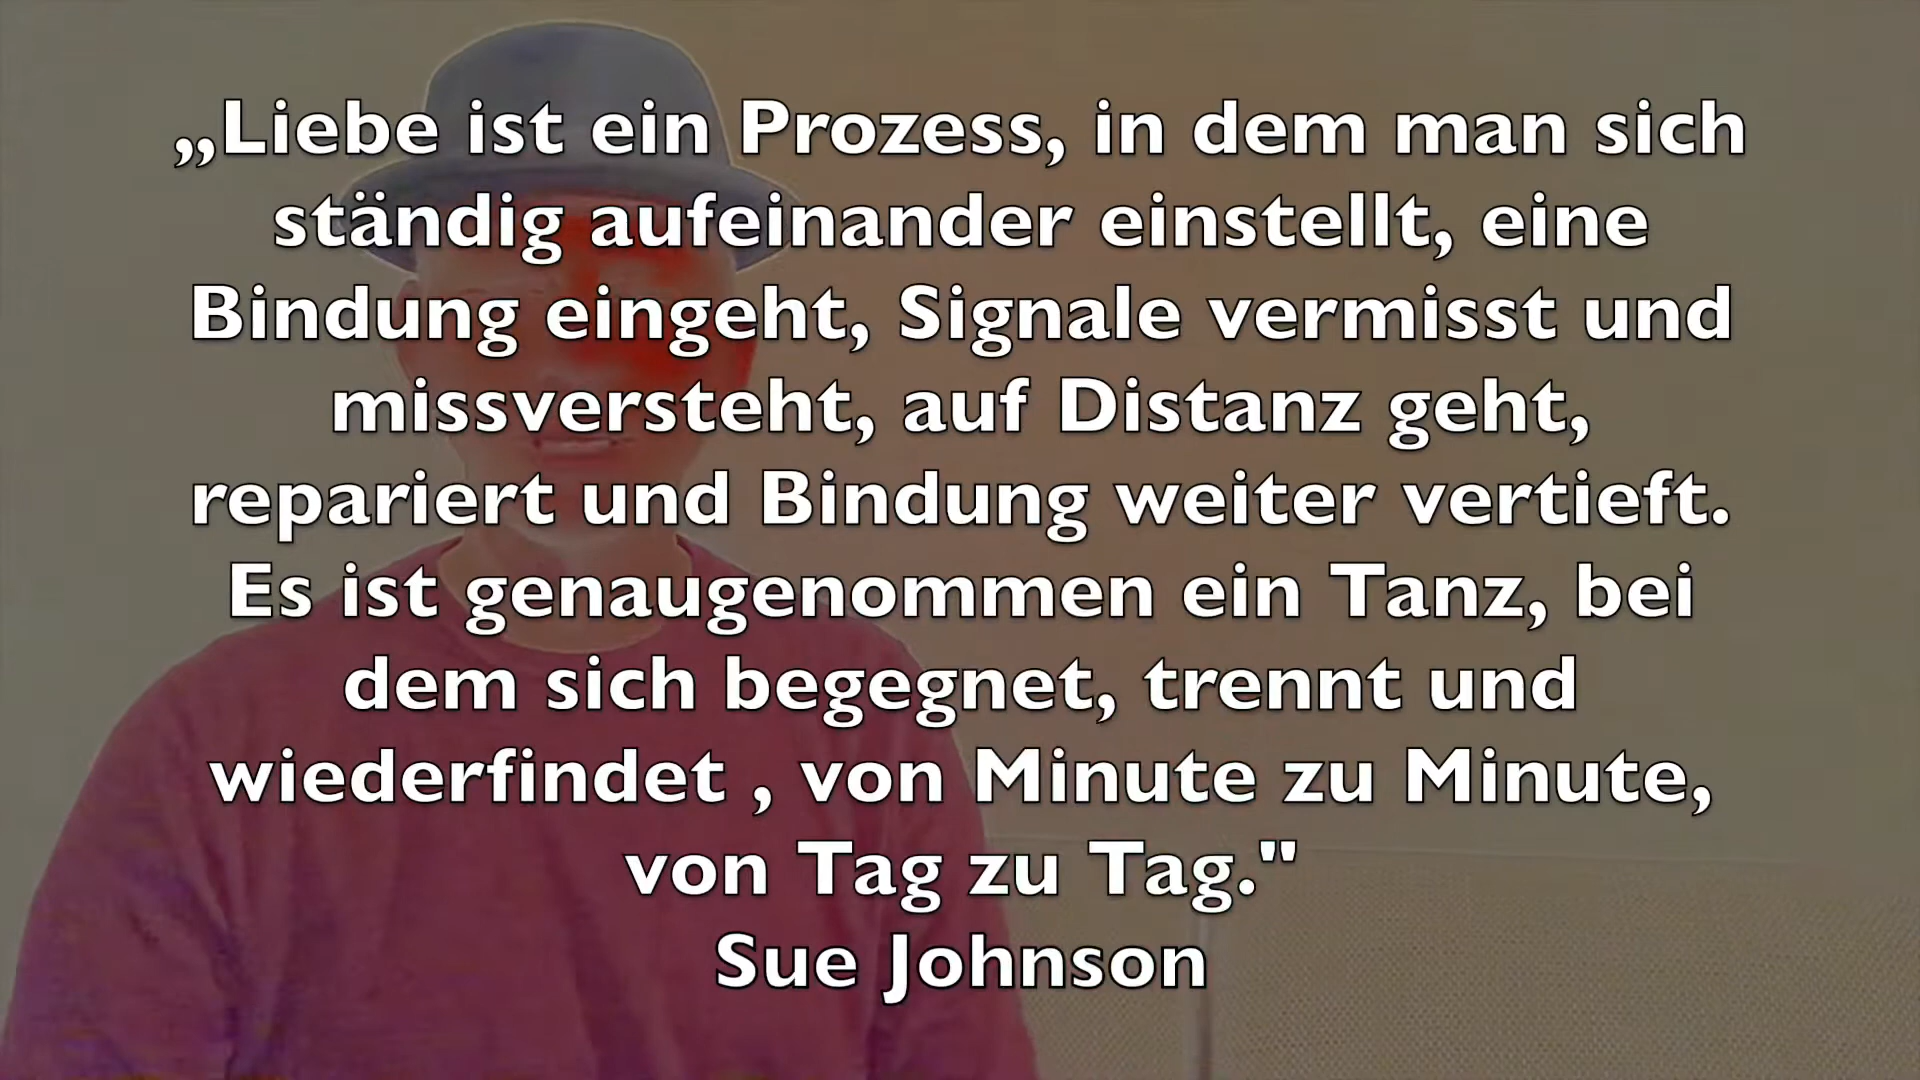 „Liebe ist ein Prozess, in dem man sich
ständig aufeinander einstellt, eine
Bindung eingeht, Signale vermisst und
missversteht, auf Distanz geht,
repariert und Bindung weiter vertieft.
Es ist genaugenommen ein Tanz, bei
dem sich begegnet, trennt und
wiederfindet , von Minute zu Minute,
von Tag zu Tag."
Sue Johnson